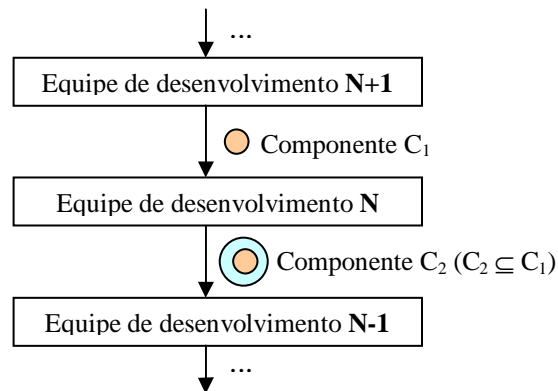 ...
Equipe de desenvolvimento N+1
Componente C₁
Equipe de desenvolvimento N
Componente C₂ (C₂ ⊆ C₁)
Equipe de desenvolvimento N-1
...